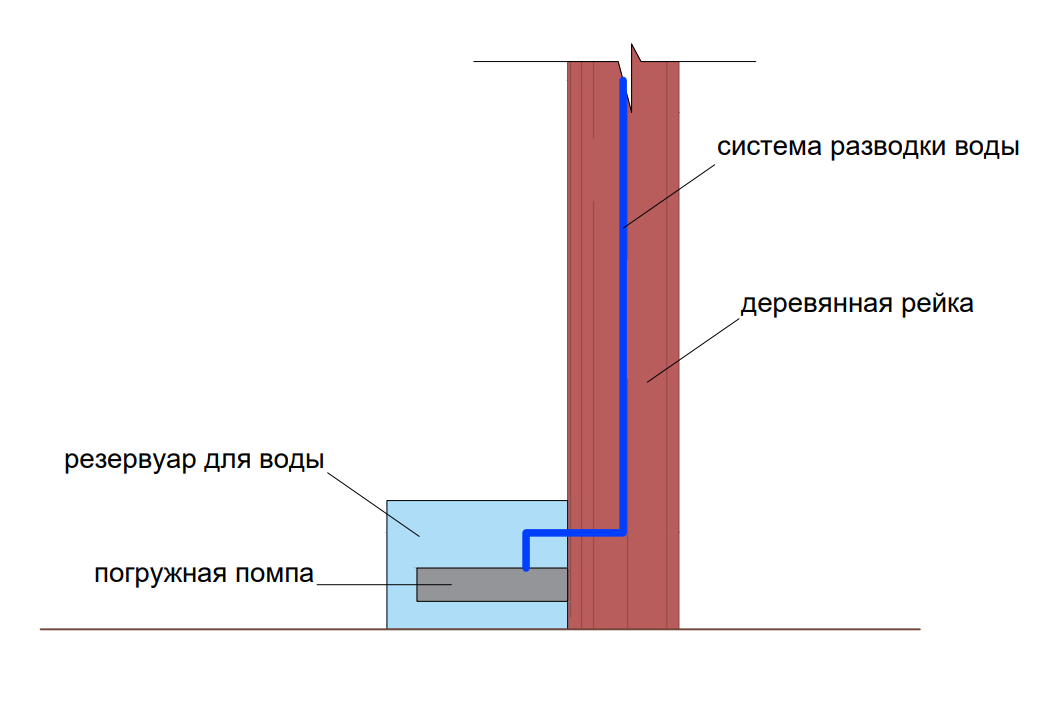 система разводки воды
деревянная рейка
резервуар для воды
погружная помпа